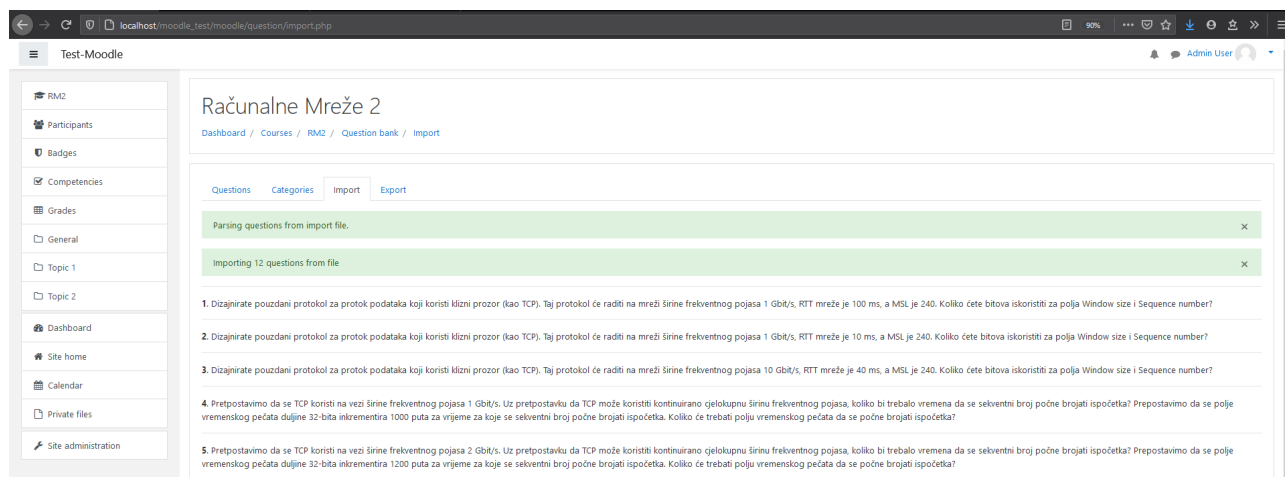 localhost/moodle_test/moodle/question/import.php
90%
Test-Moodle
Admin User
RM2
Participants
Badges
Competencies
Grades
General
Topic 1
Topic 2
Dashboard
Site home
Calendar
Private files
Site administration
Računalne Mreže 2
Dashboard / Courses / RM2 / Question bank / Import
Questions Categories Import Export
Parsing questions from import file. ×
Importing 12 questions from file ×
1. Dizajnirate pouzdani protokol za protok podataka koji koristi klizni prozor (kao TCP). Taj protokol će raditi na mreži širine frekventnog pojasa 1 Gbit/s, RTT mreže je 100 ms, a MSL je 240. Koliko ćete bitova iskoristiti za polja Window size i Sequence number?
2. Dizajnirate pouzdani protokol za protok podataka koji koristi klizni prozor (kao TCP). Taj protokol će raditi na mreži širine frekventnog pojasa 1 Gbit/s, RTT mreže je 10 ms, a MSL je 240. Koliko ćete bitova iskoristiti za polja Window size i Sequence number?
3. Dizajnirate pouzdani protokol za protok podataka koji koristi klizni prozor (kao TCP). Taj protokol će raditi na mreži širine frekventnog pojasa 10 Gbit/s, RTT mreže je 40 ms, a MSL je 240. Koliko ćete bitova iskoristiti za polja Window size i Sequence number?
4. Pretpostavimo da se TCP koristi na vezi širine frekventnog pojasa 1 Gbit/s. Uz pretpostavku da TCP može koristiti kontinuirano cjelokupnu širinu frekventnog pojasa, koliko bi trebalo vremena da se sekventni broj počne brojati ispočetka? Prepostavimo da se polje
vremenskog pečata duljine 32-bita inkrementira 1000 puta za vrijeme za koje se sekventni broj počne brojati ispočetka. Koliko će trebati polju vremenskog pečata da se počne brojati ispočetka?
5. Pretpostavimo da se TCP koristi na vezi širine frekventnog pojasa 2 Gbit/s. Uz pretpostavku da TCP može koristiti kontinuirano cjelokupnu širinu frekventnog pojasa, koliko bi trebalo vremena da se sekventni broj počne brojati ispočetka? Prepostavimo da se polje
vremenskog pečata duljine 32-bita inkrementira 1200 puta za vrijeme za koje se sekventni broj počne brojati ispočetka. Koliko će trebati polju vremenskog pečata da se počne brojati ispočetka?